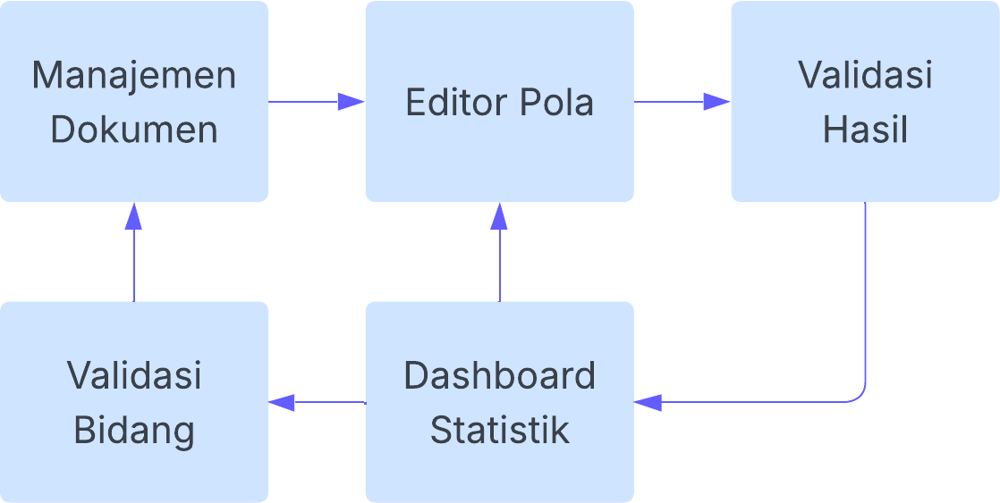 Manajemen
Dokumen
Editor Pola
Validasi
Hasil
Validasi
Bidang
Dashboard
Statistik